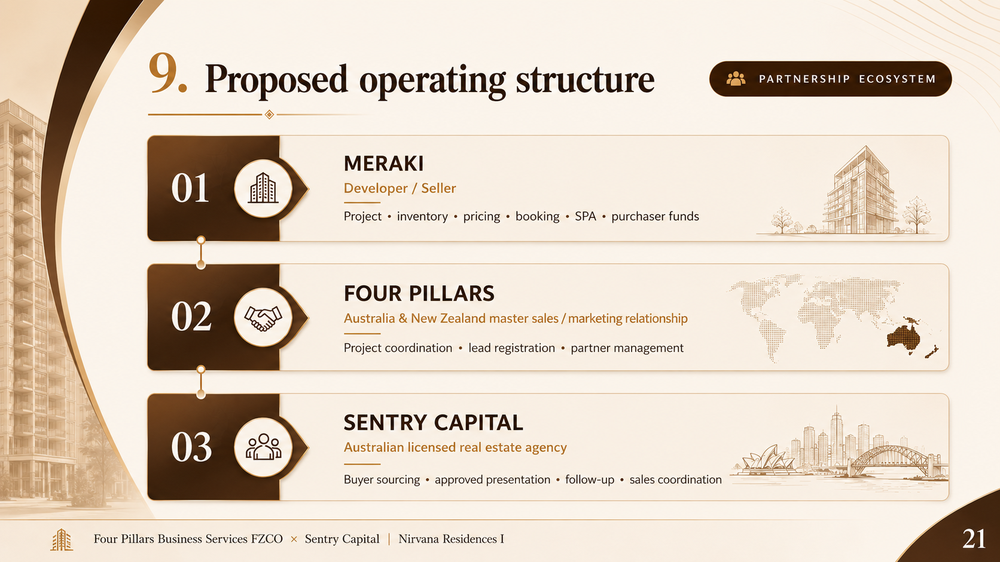 9. Proposed operating structure
PARTNERSHIP ECOSYSTEM
01
MERAKI
Developer / Seller
Project • inventory • pricing • booking • SPA • purchaser funds
02
FOUR PILLARS
Australia & New Zealand master sales / marketing relationship
Project coordination • lead registration • partner management
03
SENTRY CAPITAL
Australian licensed real estate agency
Buyer sourcing • approved presentation • follow-up • sales coordination
Four Pillars Business Services FZCO × Sentry Capital | Nirvana Residences I
21